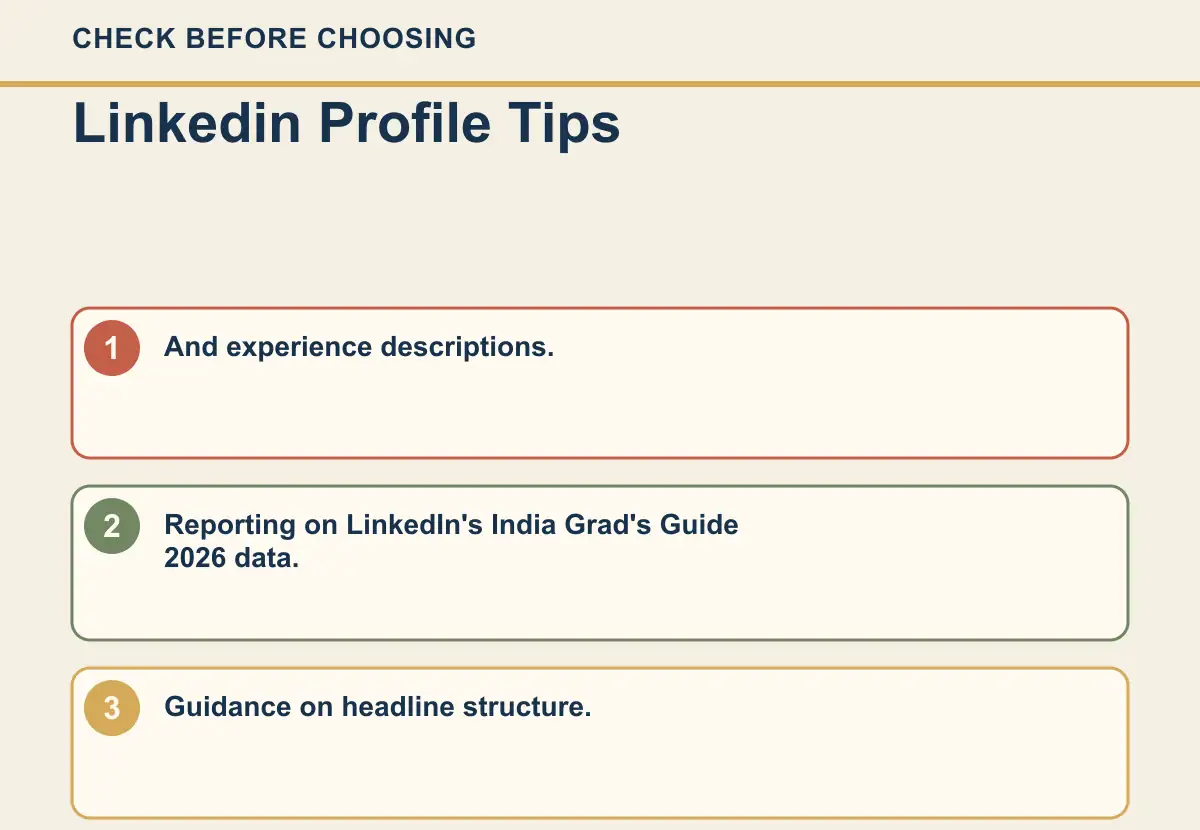 CHECK BEFORE CHOOSING
Linkedin Profile Tips
1
And experience descriptions.
2
Reporting on LinkedIn's India Grad's Guide
2026 data.
3
Guidance on headline structure.